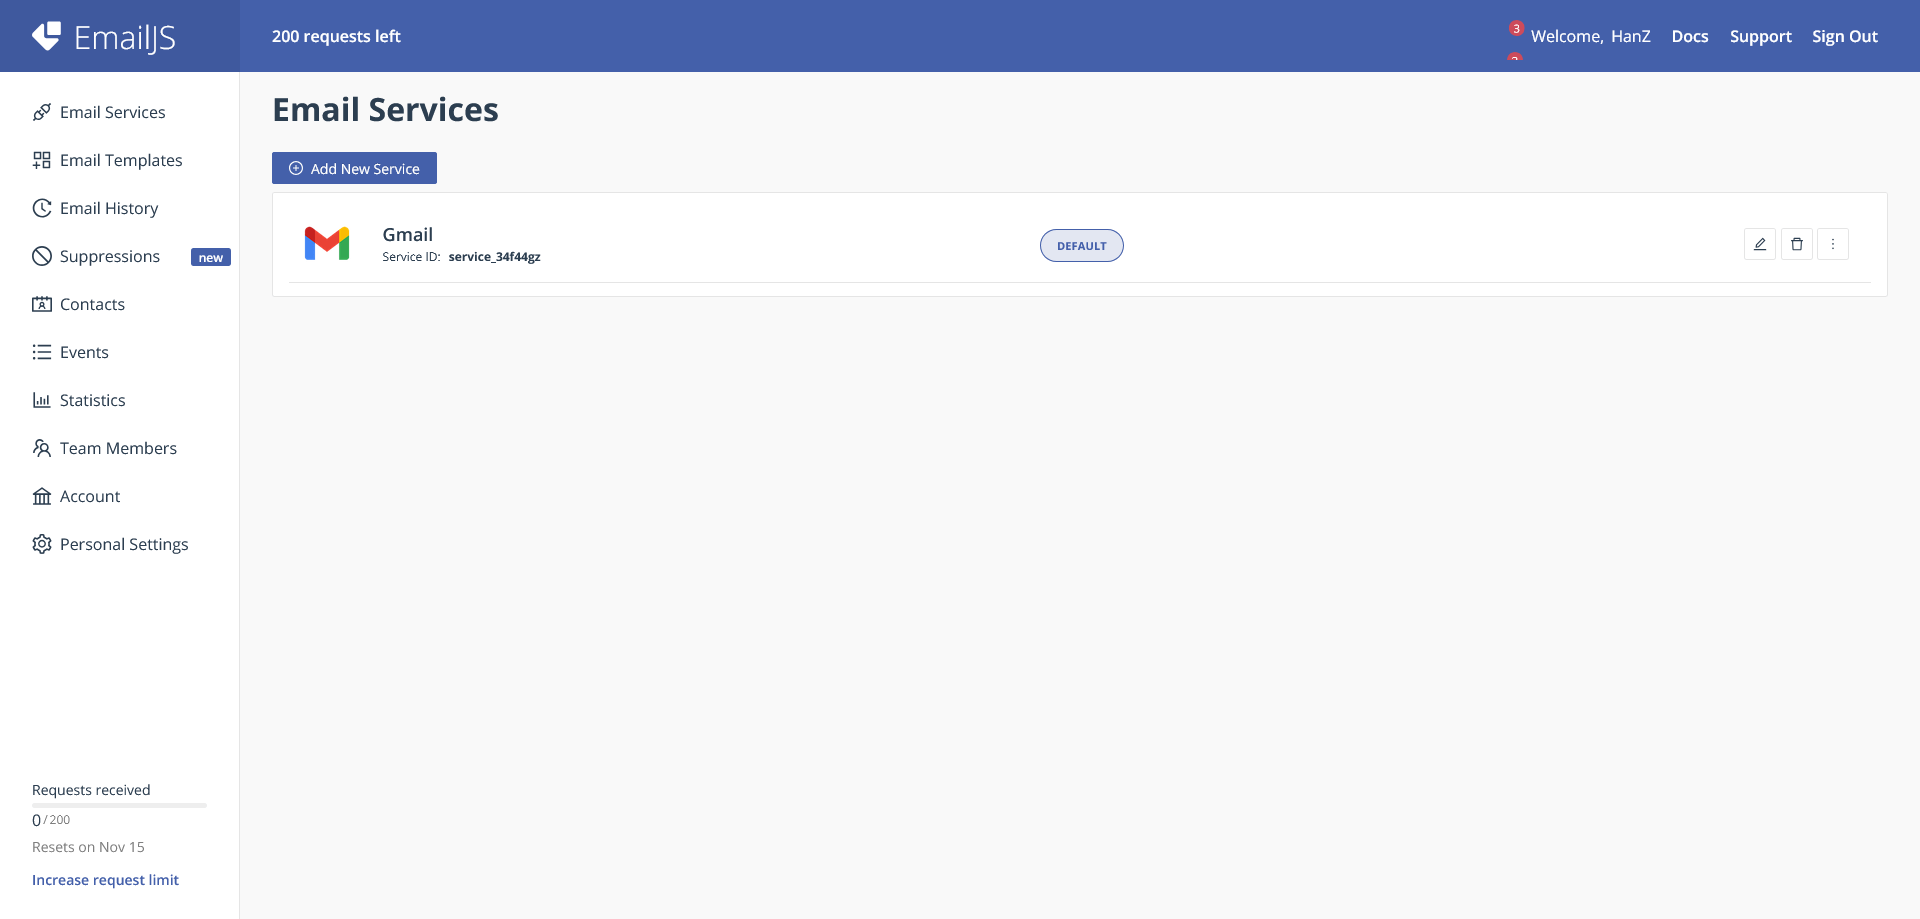 EmailJS
200 requests left
3
Welcome, HanZ
Docs
Support
Sign Out
Email Services
Email Templates
Email History
Suppressions
new
Contacts
Events
Statistics
Team Members
Account
Personal Settings
Requests received
0 / 200
Resets on Nov 15
Increase request limit
Email Services
Add New Service
Gmail
Service ID: service_34f44gz
DEFAULT